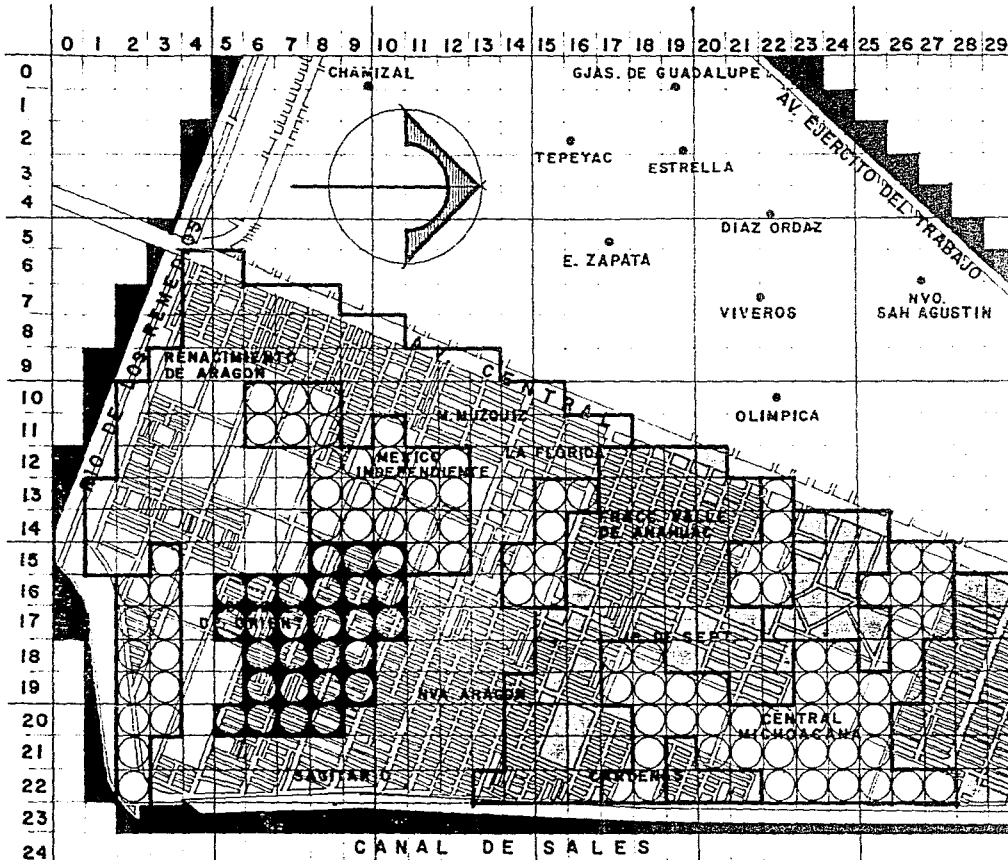 0 1 2 3 4 5 6 7 8 9 10 11 12 13 14 15 16 17 18 19 20 21 22 23 24 25 26 27 28 29
0
1
2
3
4
5
6
7
8
9
10
11
12
13
14
15
16
17
18
19
20
21
22
23
24
CHAMIZAL
GJAS. DE GUADALUPE
AV. EJERCITO DEL TRABAJO
TEPEYAC
ESTRELLA
DIAZ ORDAZ
E. ZAPATA
VIVEROS
NVO.
SAN AGUSTIN
RIO DE LOS REMEDIOS
RENACIMIENTO
DE ARAGON
CENTRAL
OLIMPICA
M. MUZQUIZ
LA FLORIDA
MEXICO
INDEPENDIENTE
VALLE
DE ANAHUAC
DE ORIENT
DE SEPT.
NVA ARAGON
CENTRAL
MICHOACANA
SAGITARIO
CARDENAS
CANAL DE SALES